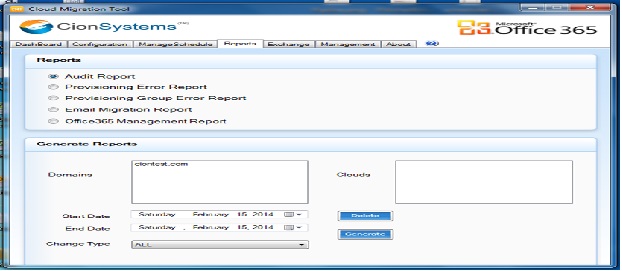 Cloud Migration Tool
CionSystems
Microsoft
Office 365
DashBoard Configuration ManageSchedule Reports Exchange Management About
Reports
Audit Report
Provisioning Error Report
Provisioning Group Error Report
Email Migration Report
Office365 Management Report
Generate Reports
Domains
ciontest.com
Clouds
Start Date Saturday , February 15, 2014
Delete
End Date Saturday , February 15, 2014
Generate
Change Type ALL